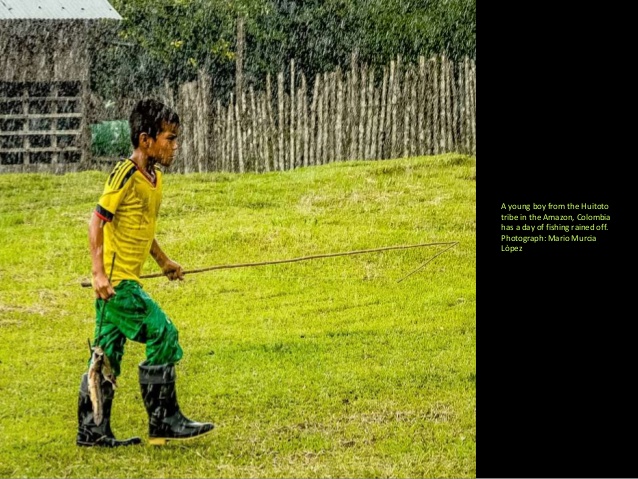 A young boy from the Huitoto
tribe in the Amazon, Colombia
has a day of fishing rained off.
Photograph: Mario Murcia
López